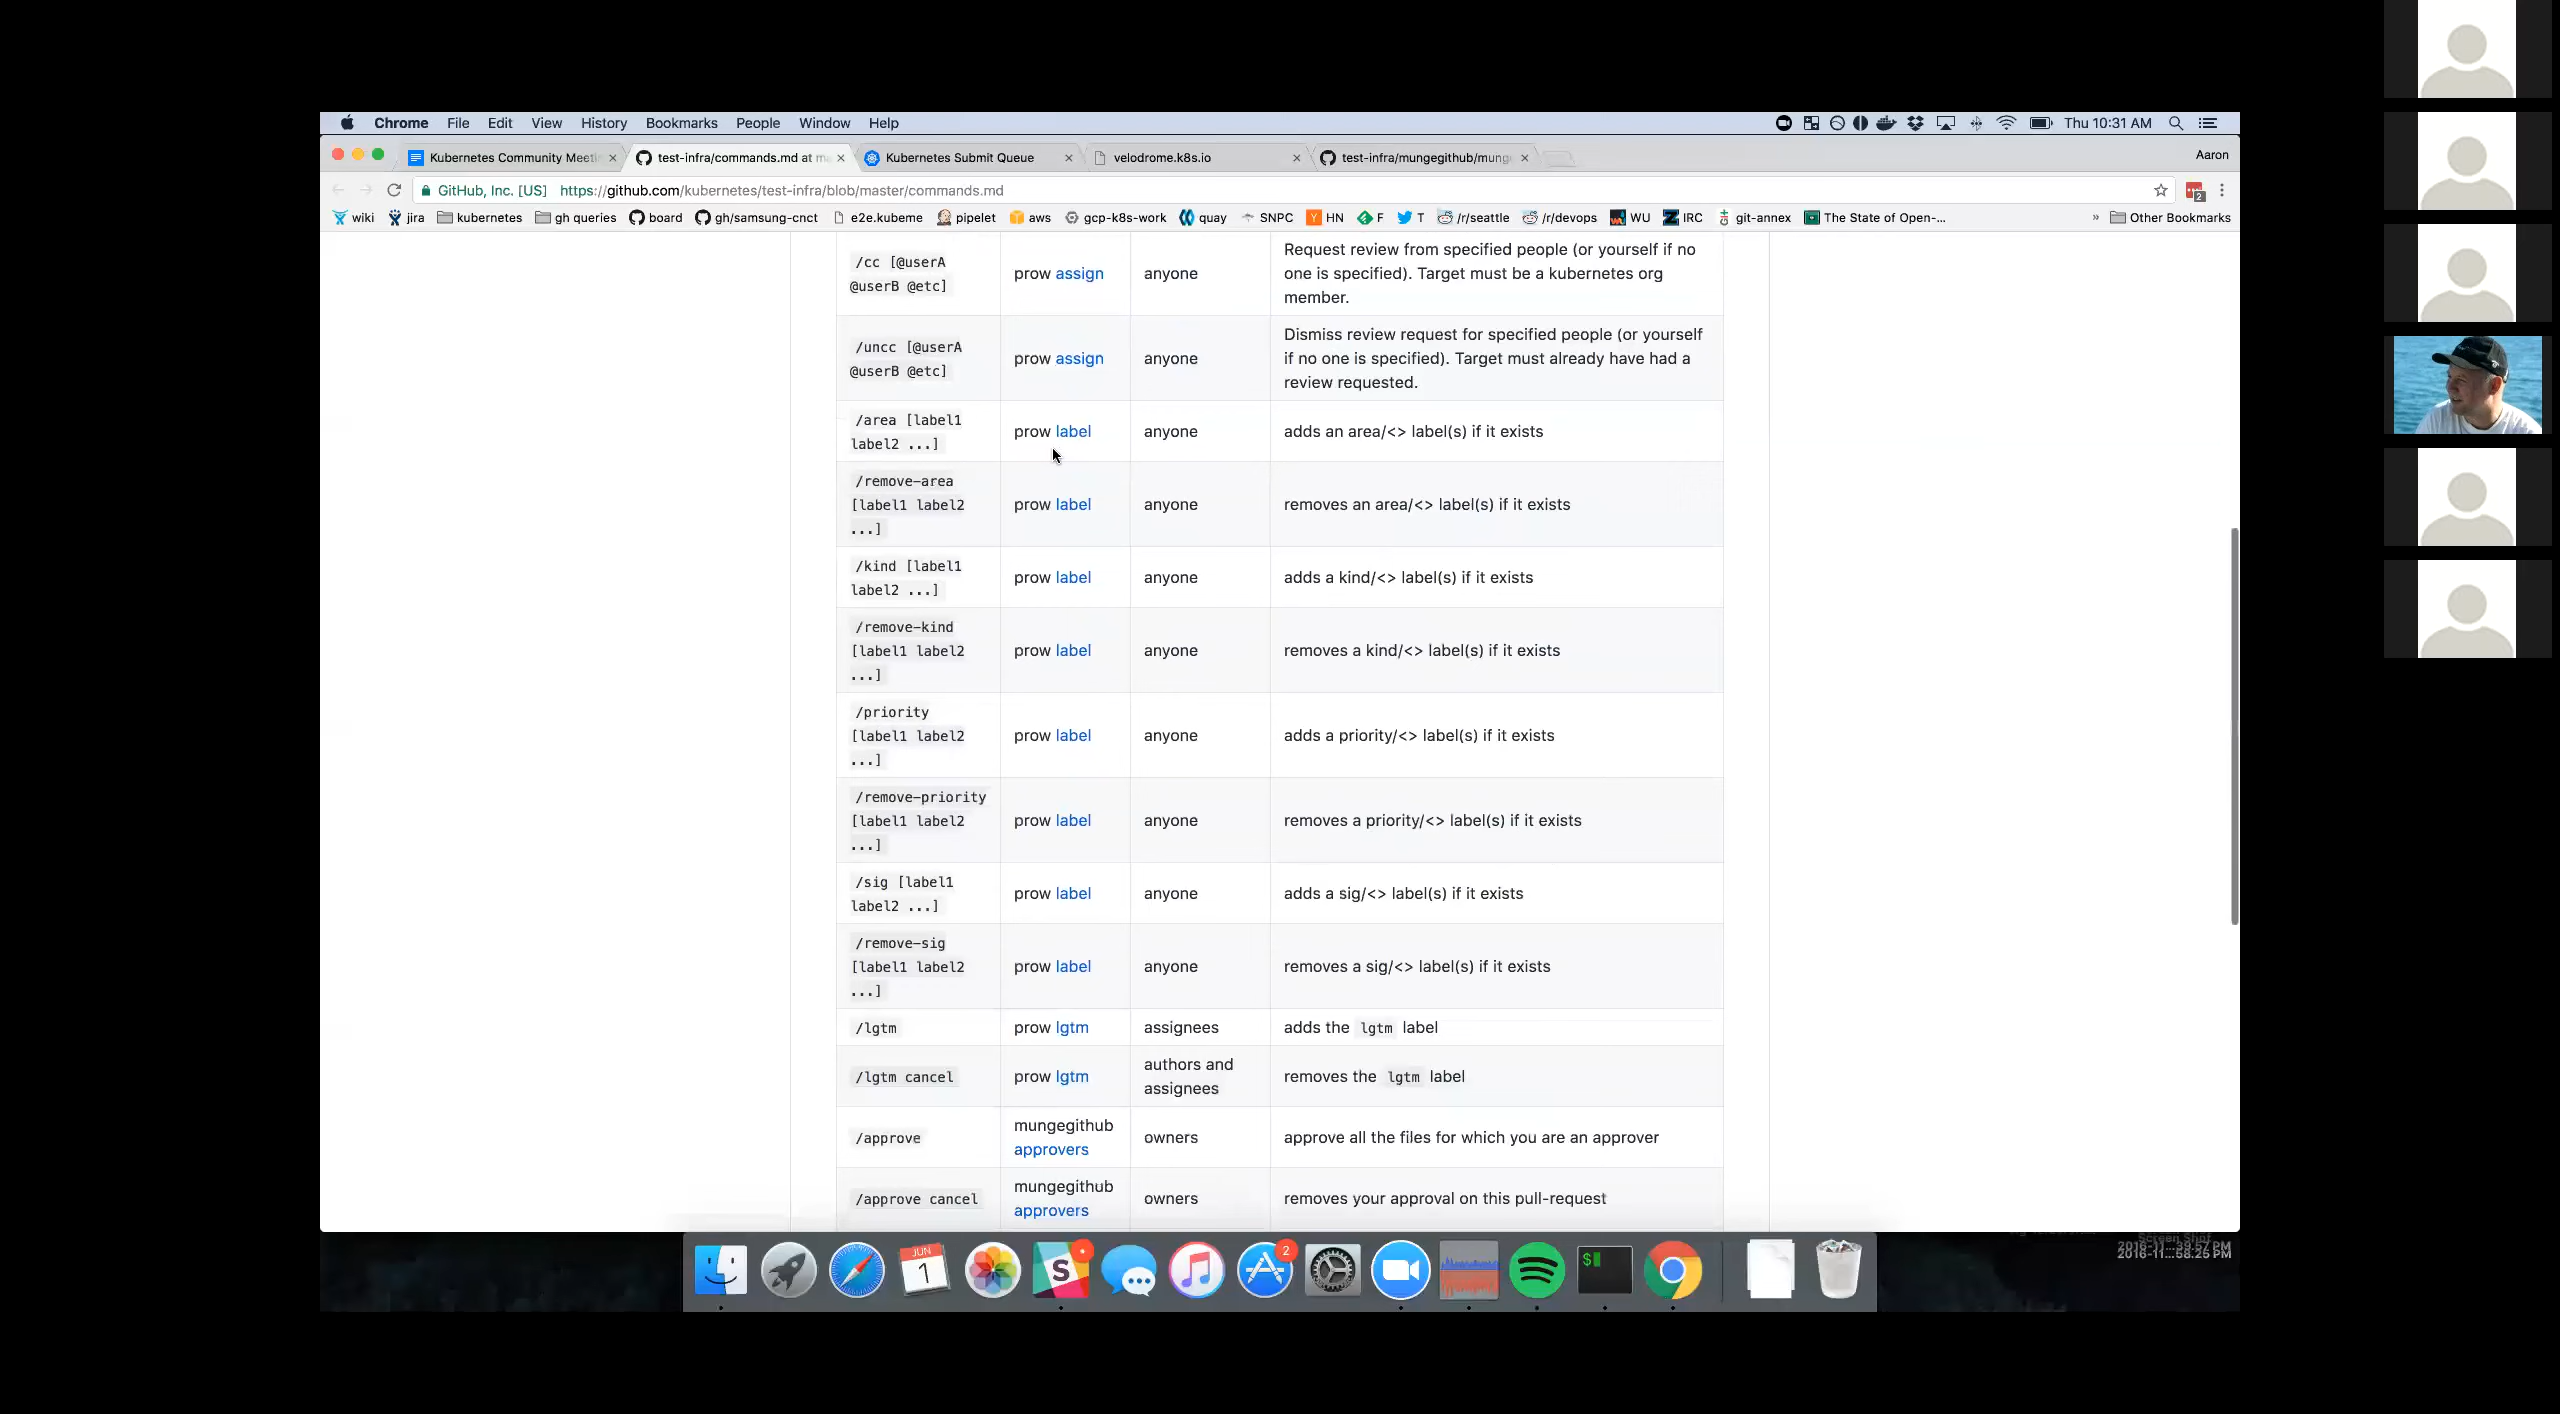 Chrome File Edit View History Bookmarks People Window Help Thu 10:31 AM
Kubernetes Community Meeti test-infra/commands.md at ma Kubernetes Submit Queue velodrome.k8s.io test-infra/mungegithub/mung Aaron
GitHub, Inc. [US] https://github.com/kubernetes/test-infra/blob/master/commands.md 2
wiki jira kubernetes gh queries board gh/samsung-cnct e2e.kubeme pipelet aws gcp-k8s-work quay SNPC HN F T /r/seattle /r/devops WU IRC git-annex The State of Open-... » Other Bookmarks
/cc [@userA
@userB @etc]
prow assign
anyone
Request review from specified people (or yourself if no
one is specified). Target must be a kubernetes org
member.
/uncc [@userA
@userB @etc]
prow assign
anyone
Dismiss review request for specified people (or yourself
if no one is specified). Target must already have had a
review requested.
/area [label1
label2 ...]
prow label
anyone
adds an area/<> label(s) if it exists
/remove-area
[label1 label2
...]
prow label
anyone
removes an area/<> label(s) if it exists
/kind [label1
label2 ...]
prow label
anyone
adds a kind/<> label(s) if it exists
/remove-kind
[label1 label2
...]
prow label
anyone
removes a kind/<> label(s) if it exists
/priority
[label1 label2
...]
prow label
anyone
adds a priority/<> label(s) if it exists
/remove-priority
[label1 label2
...]
prow label
anyone
removes a priority/<> label(s) if it exists
/sig [label1
label2 ...]
prow label
anyone
adds a sig/<> label(s) if it exists
/remove-sig
[label1 label2
...]
prow label
anyone
removes a sig/<> label(s) if it exists
/lgtm
prow lgtm
assignees
adds the lgtm label
/lgtm cancel
prow lgtm
authors and
assignees
removes the lgtm label
/approve
mungegithub
approvers
owners
approve all the files for which you are an approver
/approve cancel
mungegithub
approvers
owners
removes your approval on this pull-request
Screen Shot
JUN
1
S
2
$